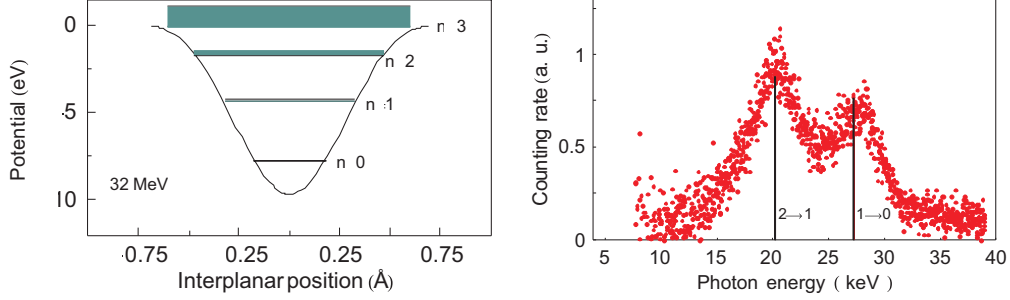 0
-5
10
Potential (eV)
n 3
n 2
n 1
n 0
32 MeV
0.75
0.25
0.25
0.75
Interplanar position (Å)
1
0.5
0
Counting rate (a. u.)
2→1
1→0
5
10
15
20
25
30
35
40
Photon energy ( keV)